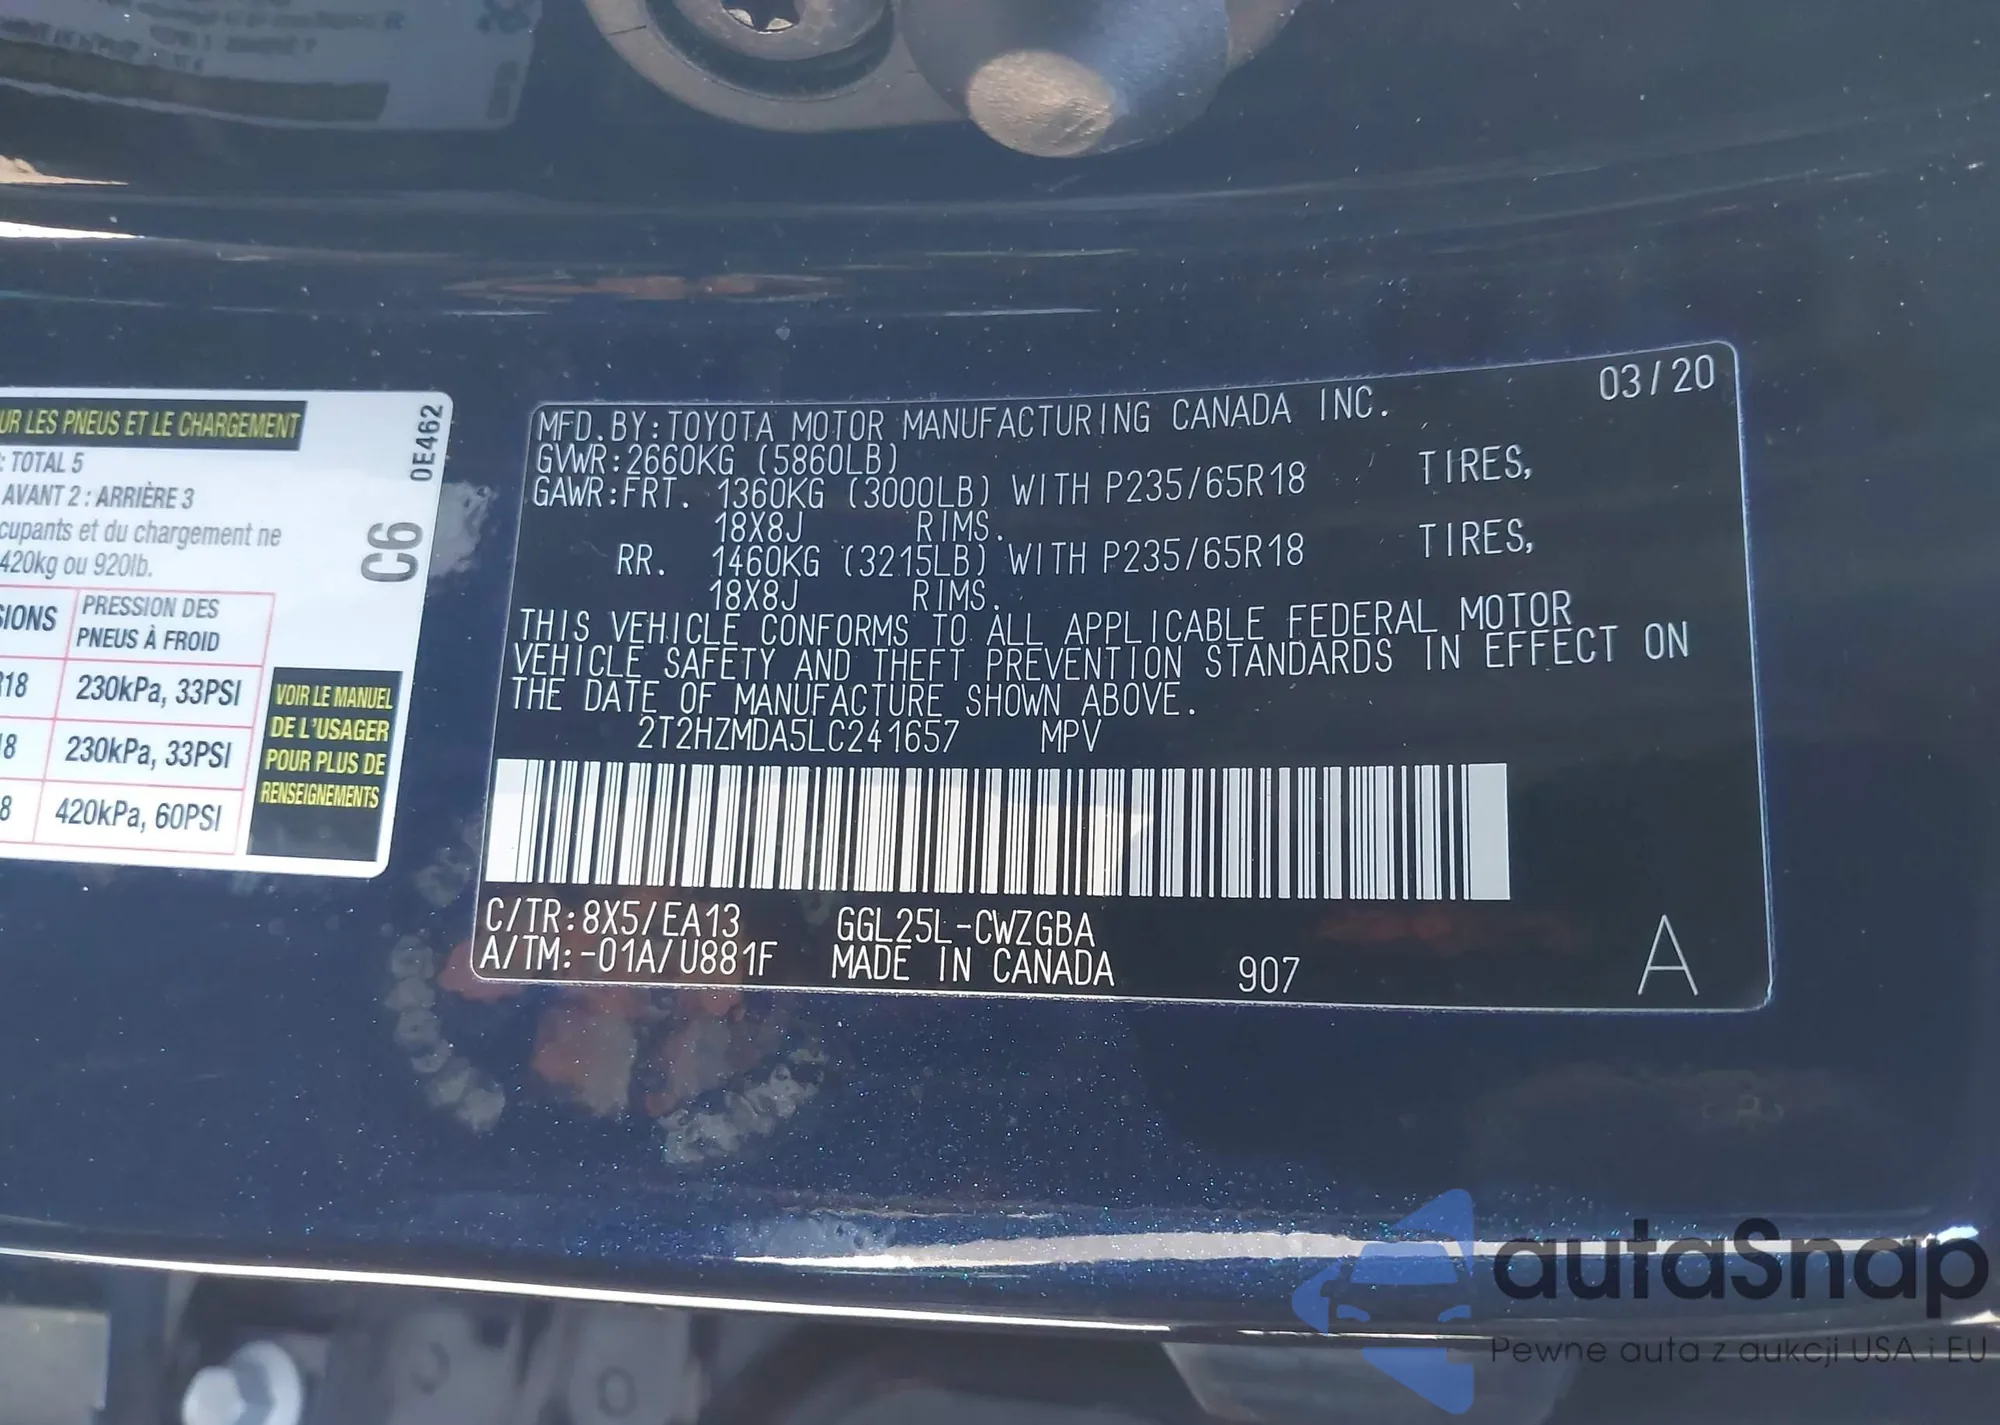 UR LES PNEUS ET LE CHARGEMENT
: TOTAL 5
AVANT 2 : ARRIÈRE 3
cupants et du chargement ne
420kg ou 920lb.
SIONS
PRESSION DES
PNEUS À FROID
R18
230kPa, 33PSI
18
230kPa, 33PSI
8
420kPa, 60PSI
0E462
C6
VOIR LE MANUEL
DE L'USAGER
POUR PLUS DE
RENSEIGNEMENTS
03/20
MFD.BY:TOYOTA MOTOR MANUFACTURING CANADA INC.
GVWR:2660KG (5860LB)
GAWR:FRT. 1360KG (3000LB) WITH P235/65R18 TIRES,
18X8J RIMS.
RR. 1460KG (3215LB) WITH P235/65R18 TIRES,
18X8J RIMS.
THIS VEHICLE CONFORMS TO ALL APPLICABLE FEDERAL MOTOR
VEHICLE SAFETY AND THEFT PREVENTION STANDARDS IN EFFECT ON
THE DATE OF MANUFACTURE SHOWN ABOVE.
2T2HZMDA5LC241657 MPV
C/TR:8X5/EA13 GGL25L-CWZGBA
A/TM:-01A/U881F MADE IN CANADA 907 A
autaSnap
Pewne auta z aukcji USA i EU